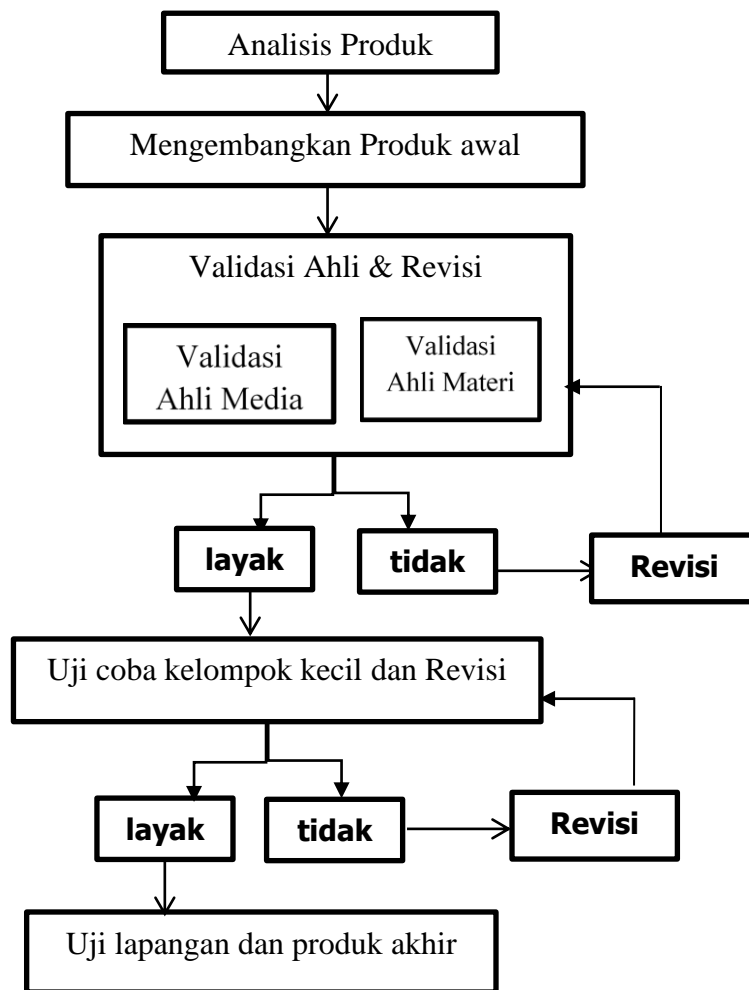 Analisis Produk
Mengembangkan Produk awal
Validasi Ahli & Revisi
Validasi
Ahli Media
Validasi
Ahli Materi
layak
tidak
Revisi
Uji coba kelompok kecil dan Revisi
layak
tidak
Revisi
Uji lapangan dan produk akhir